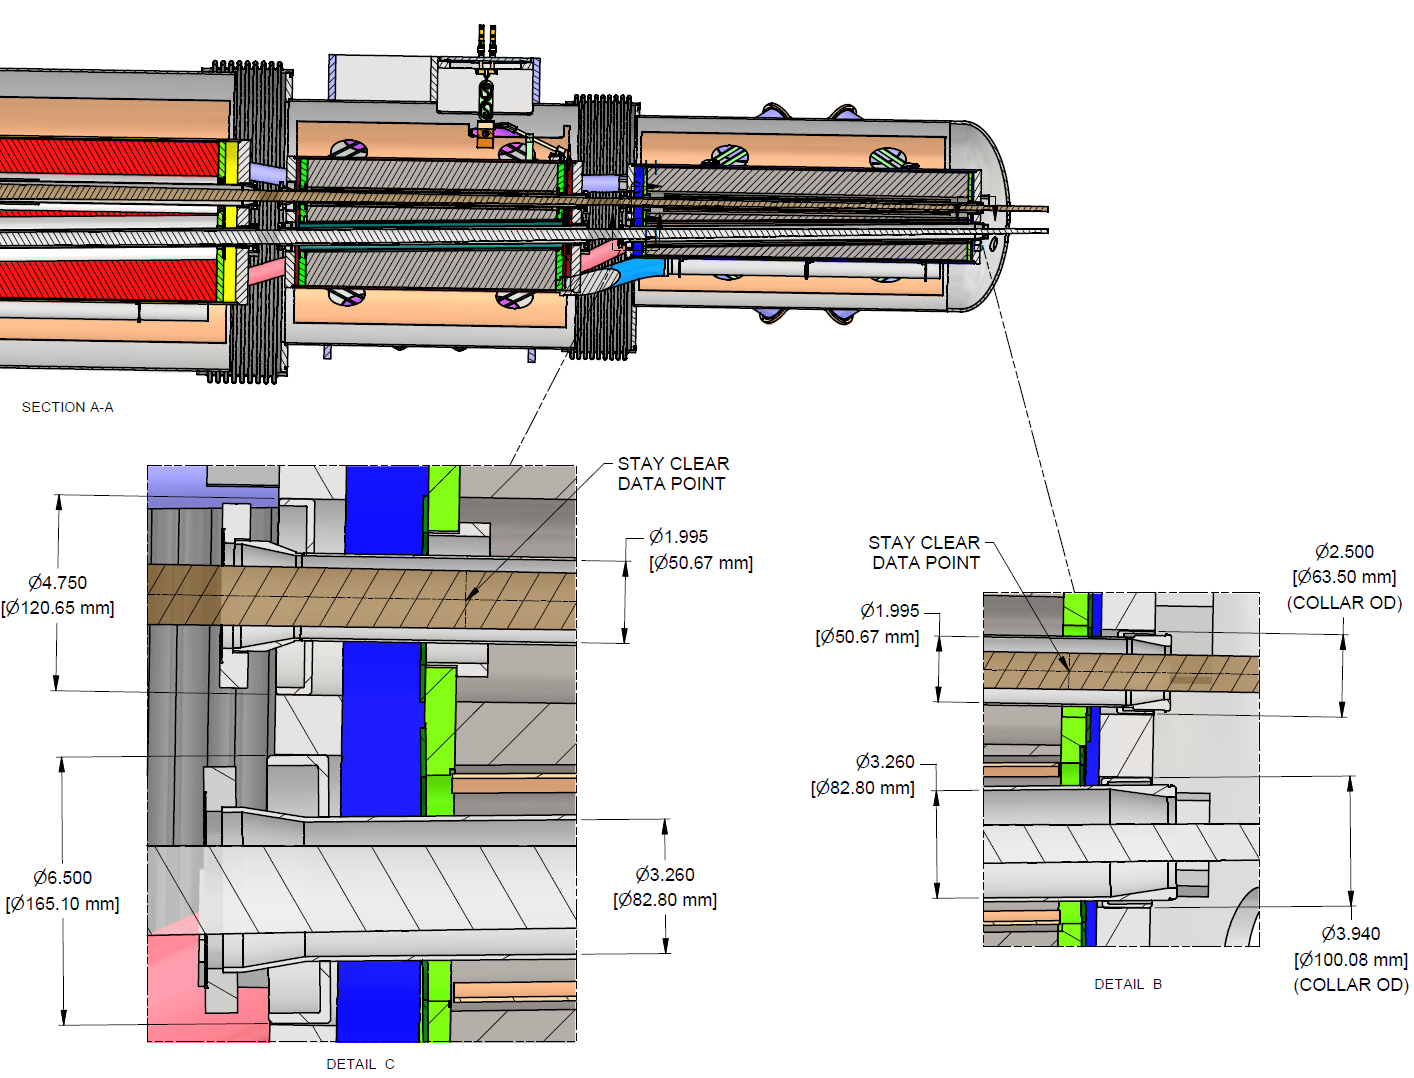 SECTION A-A
STAY CLEAR
DATA POINT
Ø1.995
[Ø50.67 mm]
Ø4.750
[Ø120.65 mm]
Ø6.500
[Ø165.10 mm]
Ø3.260
[Ø82.80 mm]
DETAIL C
STAY CLEAR
DATA POINT
Ø2.500
[Ø63.50 mm]
(COLLAR OD)
Ø1.995
[Ø50.67 mm]
Ø3.260
[Ø82.80 mm]
Ø3.940
[Ø100.08 mm]
(COLLAR OD)
DETAIL B